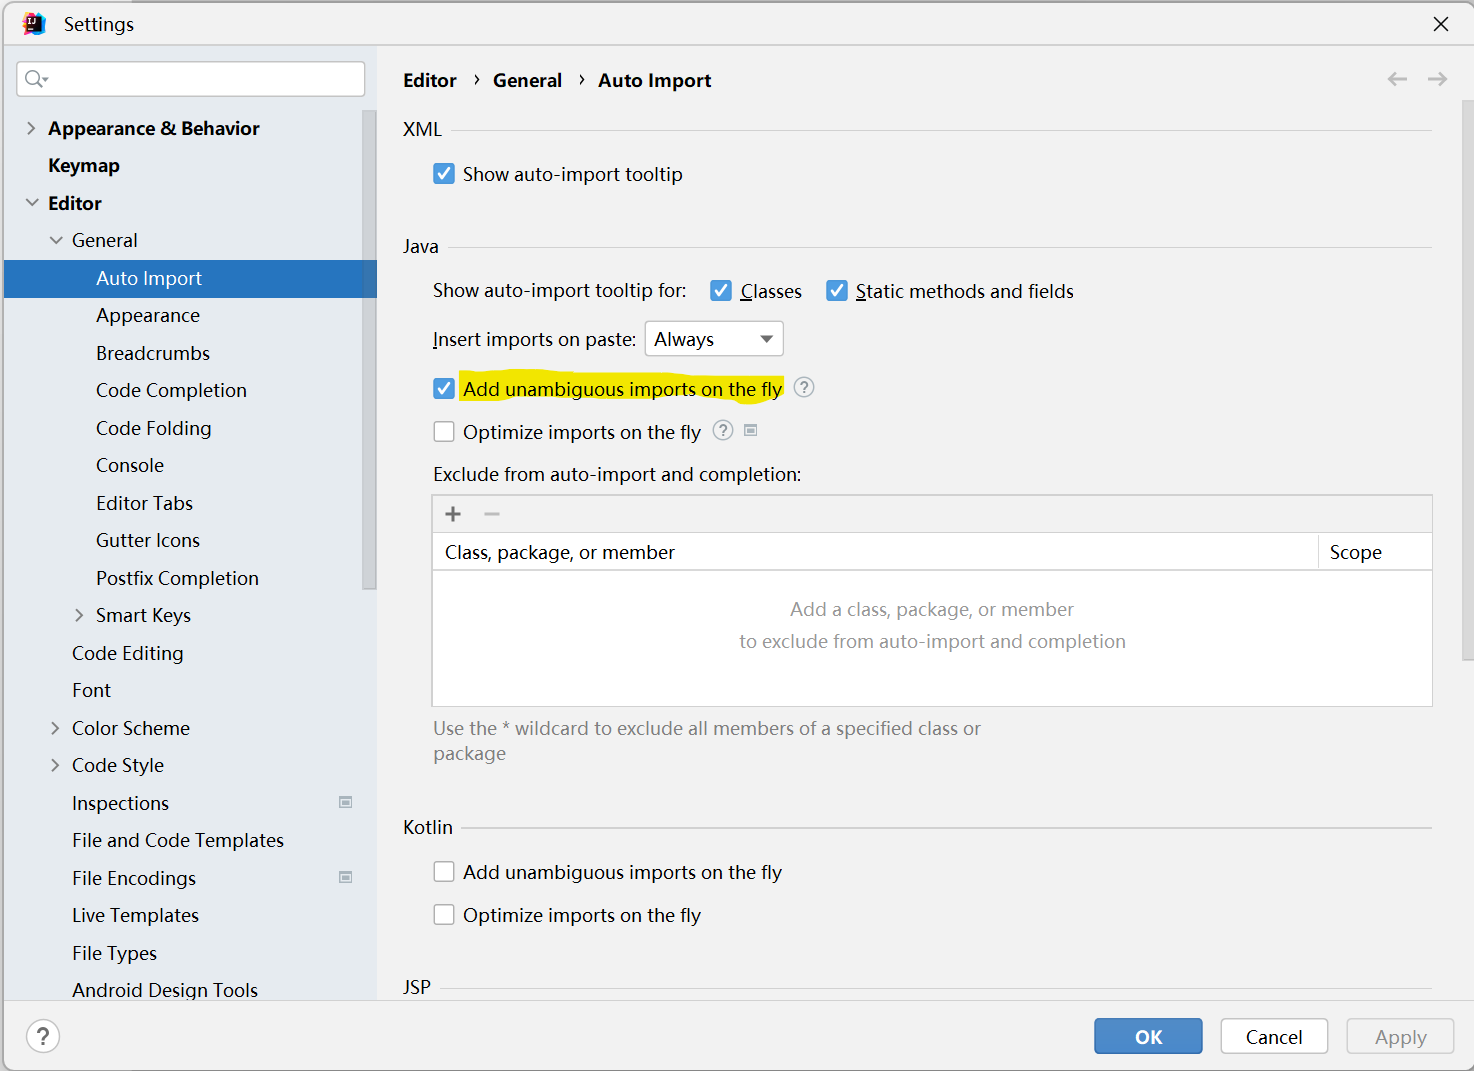 Settings
Appearance & Behavior
Keymap
Editor
General
Auto Import
Appearance
Breadcrumbs
Code Completion
Code Folding
Console
Editor Tabs
Gutter Icons
Postfix Completion
Smart Keys
Code Editing
Font
Color Scheme
Code Style
Inspections
File and Code Templates
File Encodings
Live Templates
File Types
Android Design Tools
Editor › General › Auto Import
XML
Show auto-import tooltip
Java
Show auto-import tooltip for: Classes Static methods and fields
Insert imports on paste: Always
Add unambiguous imports on the fly ?
Optimize imports on the fly ?
Exclude from auto-import and completion:
Class, package, or member Scope
Add a class, package, or member
to exclude from auto-import and completion
Use the * wildcard to exclude all members of a specified class or
package
Kotlin
Add unambiguous imports on the fly
Optimize imports on the fly
JSP
? OK Cancel Apply